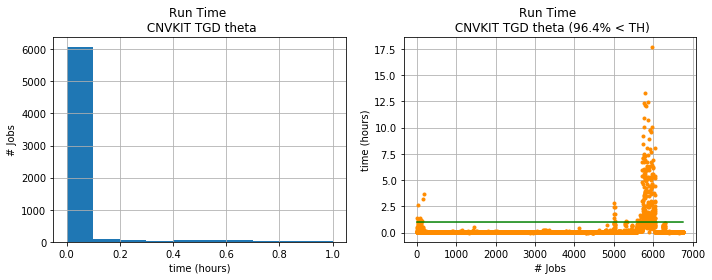 Run Time
CNVKIT TGD theta
# Jobs
6000
5000
4000
3000
2000
1000
0
0.0 0.2 0.4 0.6 0.8 1.0
time (hours)
Run Time
CNVKIT TGD theta (96.4% < TH)
time (hours)
17.5
15.0
12.5
10.0
7.5
5.0
2.5
0.0
0 1000 2000 3000 4000 5000 6000 7000
# Jobs